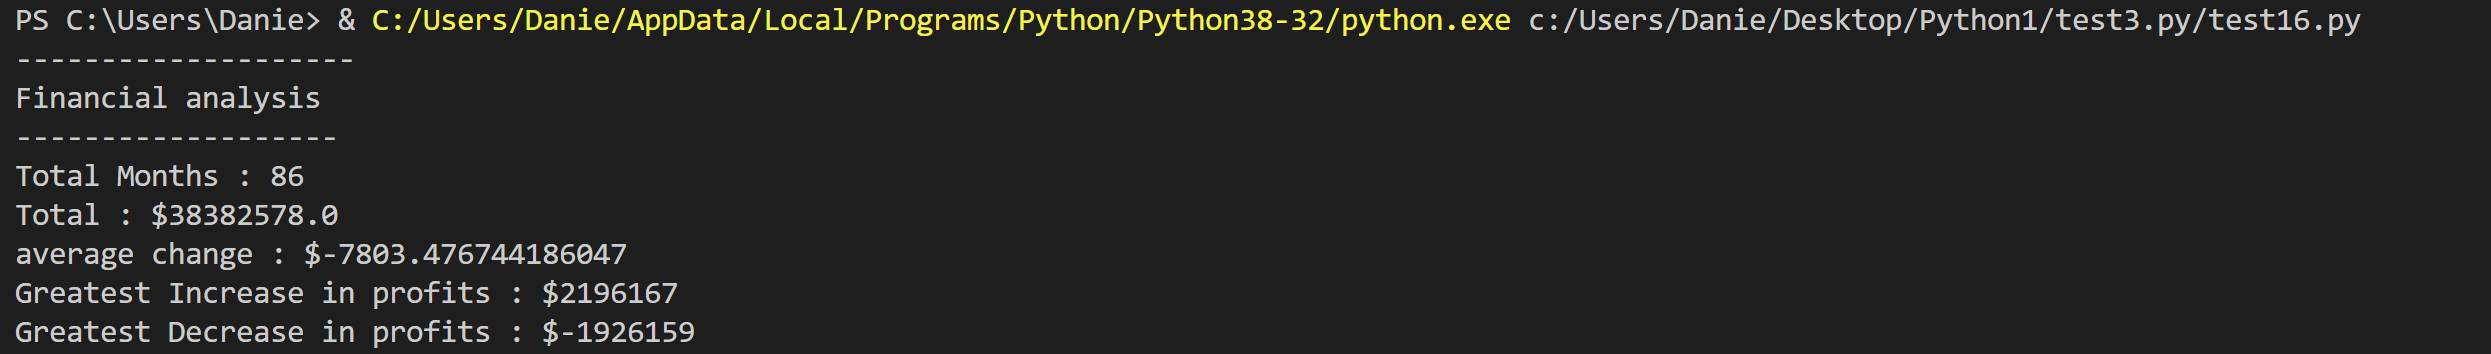 PS C:\Users\Danie> & C:/Users/Danie/AppData/Local/Programs/Python/Python38-32/python.exe c:/Users/Danie/Desktop/Python1/test3.py/test16.py
--------------------
Financial analysis
-------------------
Total Months : 86
Total : $38382578.0
average change : $-7803.476744186047
Greatest Increase in profits : $2196167
Greatest Decrease in profits : $-1926159